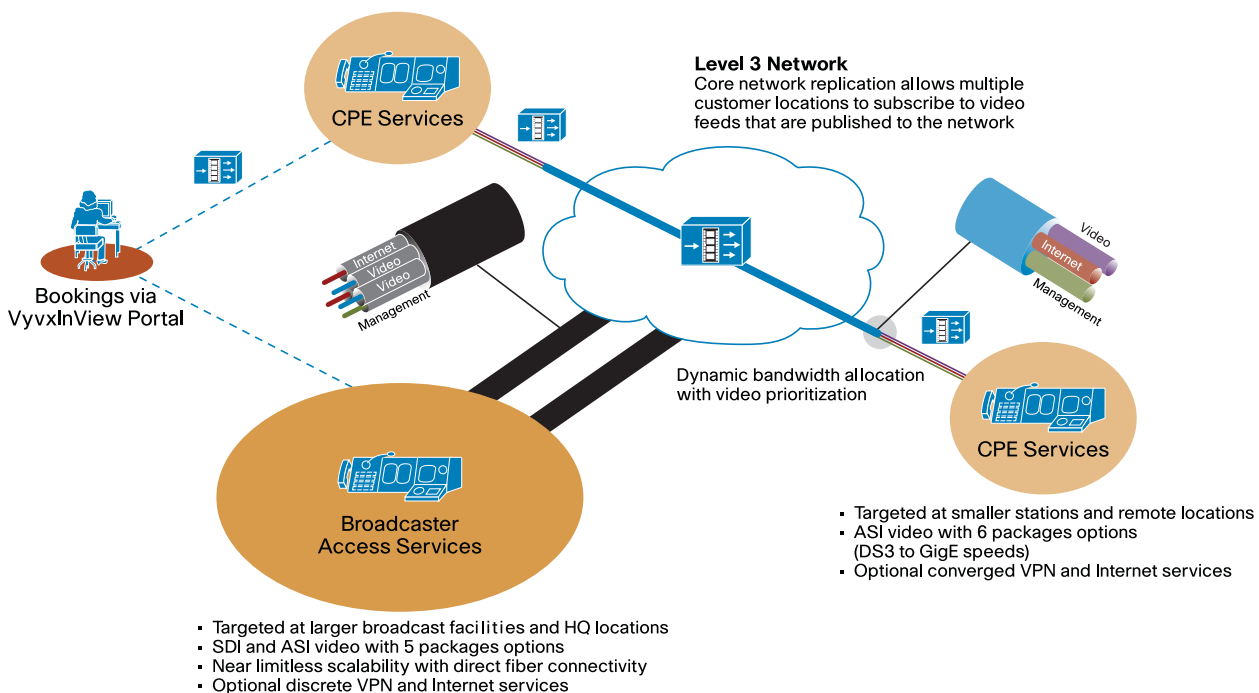 CPE Services
Level 3 Network
Core network replication allows multiple
customer locations to subscribe to video
feeds that are published to the network
Bookings via
VyvxInView Portal
Internet
Video
Video
Management
Video
Internet
Management
Dynamic bandwidth allocation
with video prioritization
CPE Services
▪ Targeted at smaller stations and remote locations
▪ ASI video with 6 packages options
(DS3 to GigE speeds)
▪ Optional converged VPN and Internet services
Broadcaster
Access Services
▪ Targeted at larger broadcast facilities and HQ locations
▪ SDI and ASI video with 5 packages options
▪ Near limitless scalability with direct fiber connectivity
▪ Optional discrete VPN and Internet services